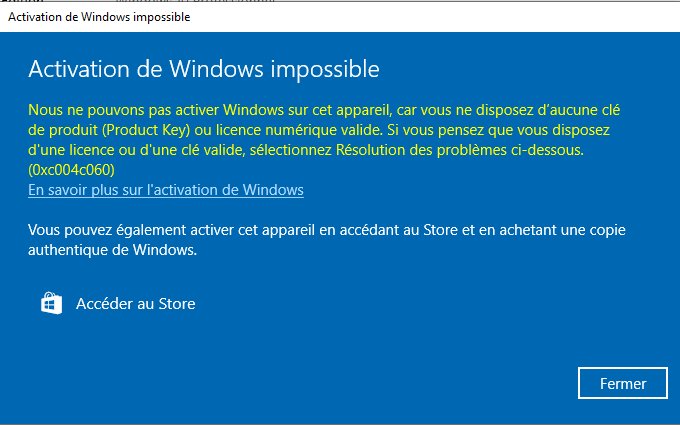 Activation de Windows impossible
Activation de Windows impossible
Nous ne pouvons pas activer Windows sur cet appareil, car vous ne disposez d'aucune clé
de produit (Product Key) ou licence numérique valide. Si vous pensez que vous disposez
d'une licence ou d'une clé valide, sélectionnez Résolution des problèmes ci-dessous.
(0xc004c060)
En savoir plus sur l'activation de Windows
Vous pouvez également activer cet appareil en accédant au Store et en achetant une copie
authentique de Windows.
Accéder au Store
Fermer